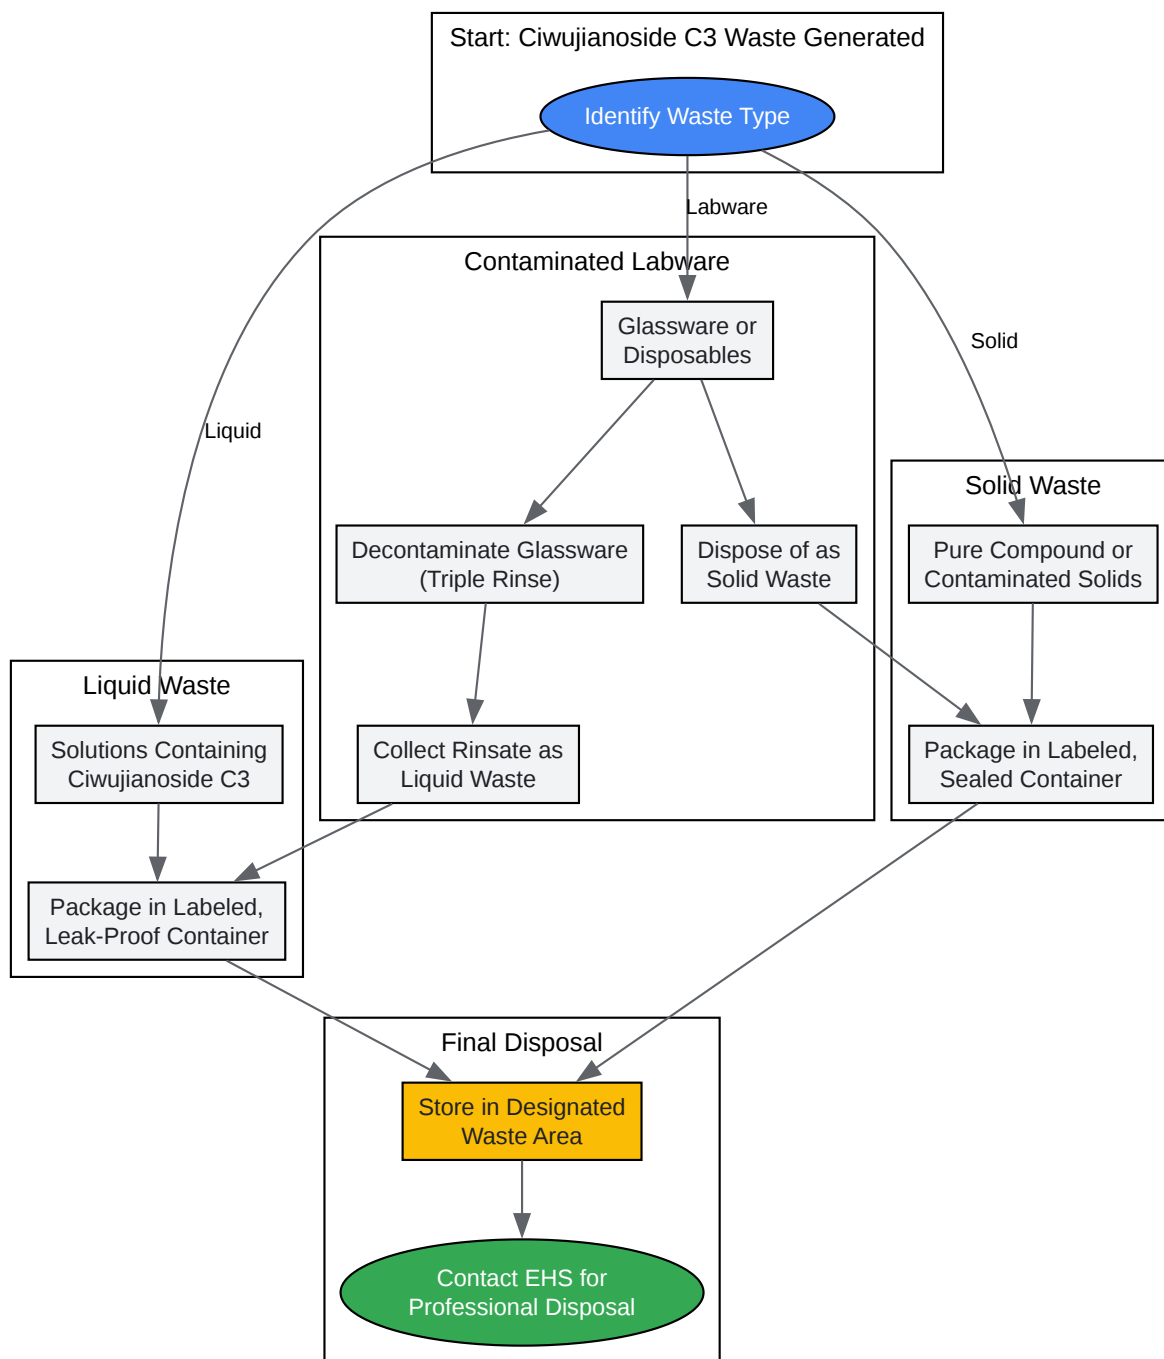 Start: Ciwujianoside C3 Waste Generated
Identify Waste Type
Labware
Contaminated Labware
Glassware or
Disposables
Solid
Liquid
Solid Waste
Decontaminate Glassware
(Triple Rinse)
Dispose of as
Solid Waste
Pure Compound or
Contaminated Solids
Liquid Waste
Solutions Containing
Ciwujianoside C3
Collect Rinsate as
Liquid Waste
Package in Labeled,
Sealed Container
Package in Labeled,
Leak-Proof Container
Final Disposal
Store in Designated
Waste Area
Contact EHS for
Professional Disposal